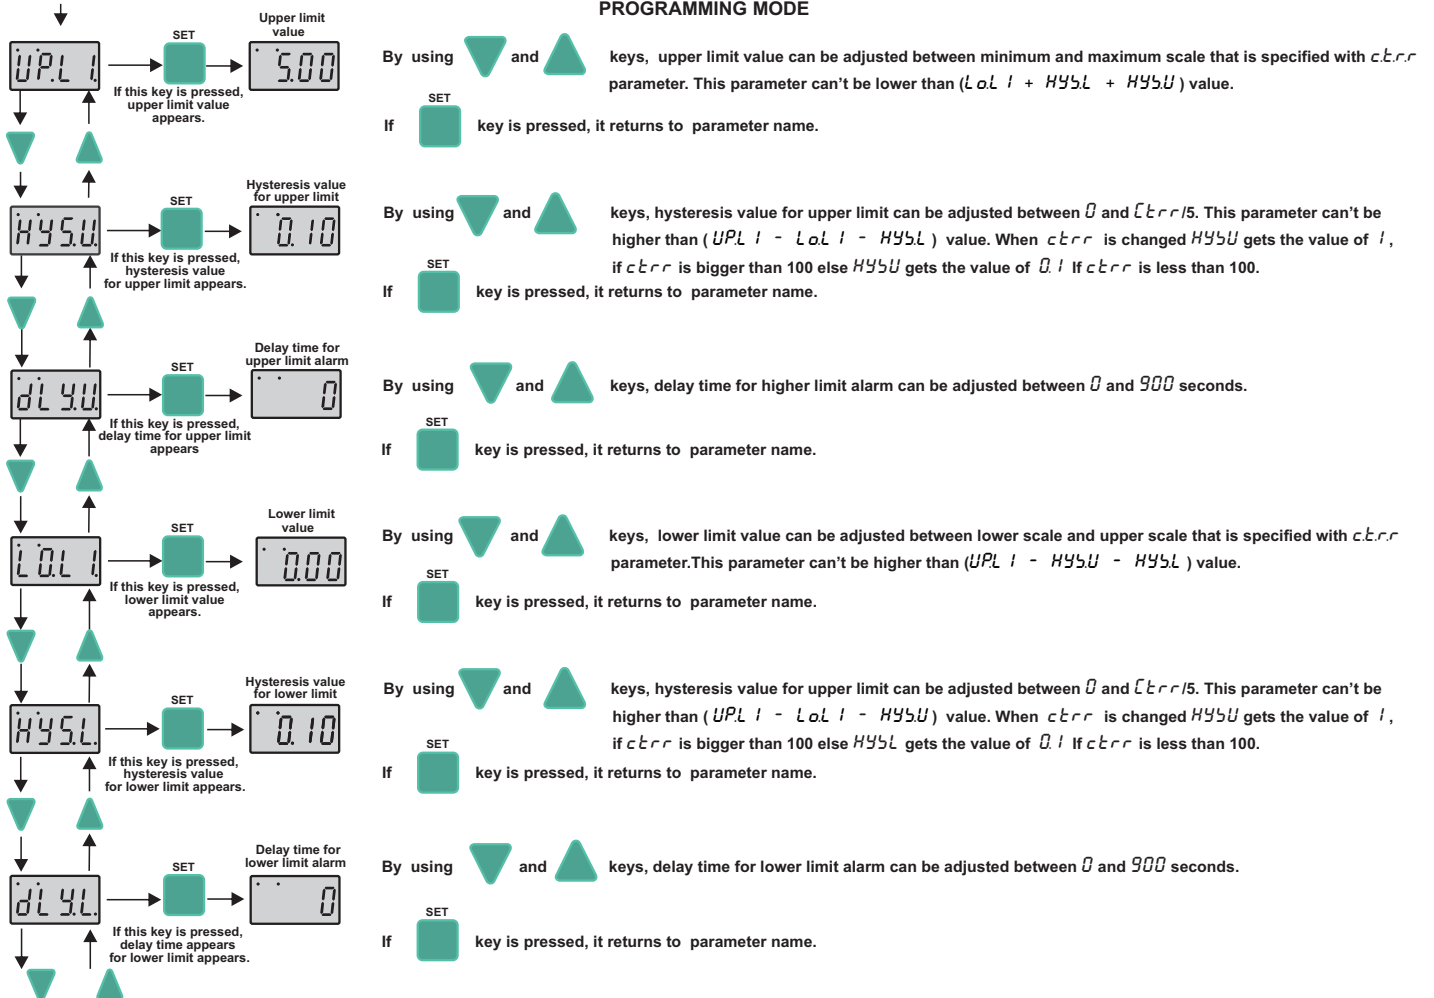 PROGRAMMING MODE
Upper limit
value
SET
UP.L 1.
5.00
If this key is pressed,
upper limit value
appears.
By using and keys, upper limit value can be adjusted between minimum and maximum scale that is specified with c.t.r.r
parameter. This parameter can't be lower than (Lo.L 1 + HYS.L + HYS.U ) value.
SET
If key is pressed, it returns to parameter name.
Hysteresis value
for upper limit
SET
HYS.U.
0.10
If this key is pressed,
hysteresis value
for upper limit appears.
By using and keys, hysteresis value for upper limit can be adjusted between 0 and Ctrr/5. This parameter can't be
higher than ( UP.L 1 - Lo.L 1 - HYS.L ) value. When ctrr is changed HYSU gets the value of 1,
if ctrr is bigger than 100 else HYSU gets the value of 0.1 If ctrr is less than 100.
SET
If key is pressed, it returns to parameter name.
Delay time for
upper limit alarm
SET
dLY.U.
0
If this key is pressed,
delay time for upper limit
appears
By using and keys, delay time for higher limit alarm can be adjusted between 0 and 900 seconds.
SET
If key is pressed, it returns to parameter name.
Lower limit
value
SET
LO.L 1.
0.00
If this key is pressed,
lower limit value
appears.
By using and keys, lower limit value can be adjusted between lower scale and upper scale that is specified with c.t.r.r
parameter.This parameter can't be higher than (UP.L 1 - HYS.U - HYS.L ) value.
SET
If key is pressed, it returns to parameter name.
Hysteresis value
for lower limit
SET
HYS.L.
0.10
If this key is pressed,
hysteresis value
for lower limit appears.
By using and keys, hysteresis value for upper limit can be adjusted between 0 and Ctrr/5. This parameter can't be
higher than ( UP.L 1 - Lo.L 1 - HYS.U ) value. When ctrr is changed HYSU gets the value of 1,
if ctrr is bigger than 100 else HYSL gets the value of 0.1 If ctrr is less than 100.
SET
If key is pressed, it returns to parameter name.
Delay time for
lower limit alarm
SET
dLY.L.
0
If this key is pressed,
delay time appears
for lower limit appears.
By using and keys, delay time for lower limit alarm can be adjusted between 0 and 900 seconds.
SET
If key is pressed, it returns to parameter name.